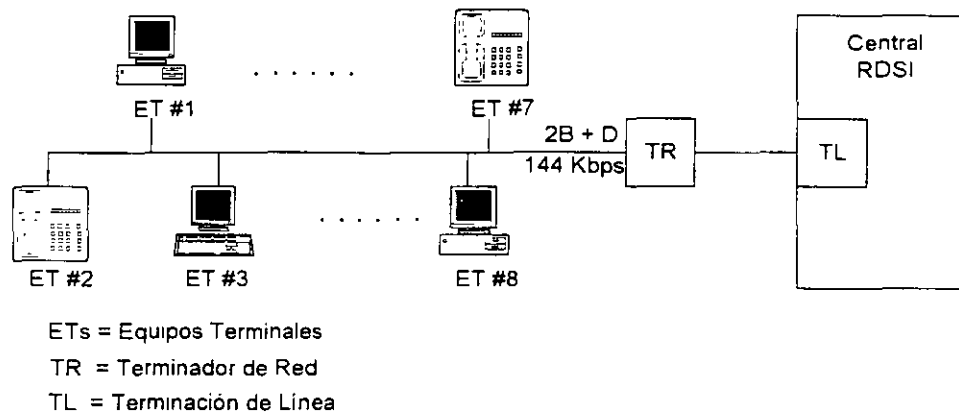 Central
RDSI
ET #1
. . . . . .
ET #7
2B + D
144 Kbps
TR
TL
ET #2
ET #3
. . . . . .
ET #8
ETs = Equipos Terminales
TR = Terminador de Red
TL = Terminación de Línea